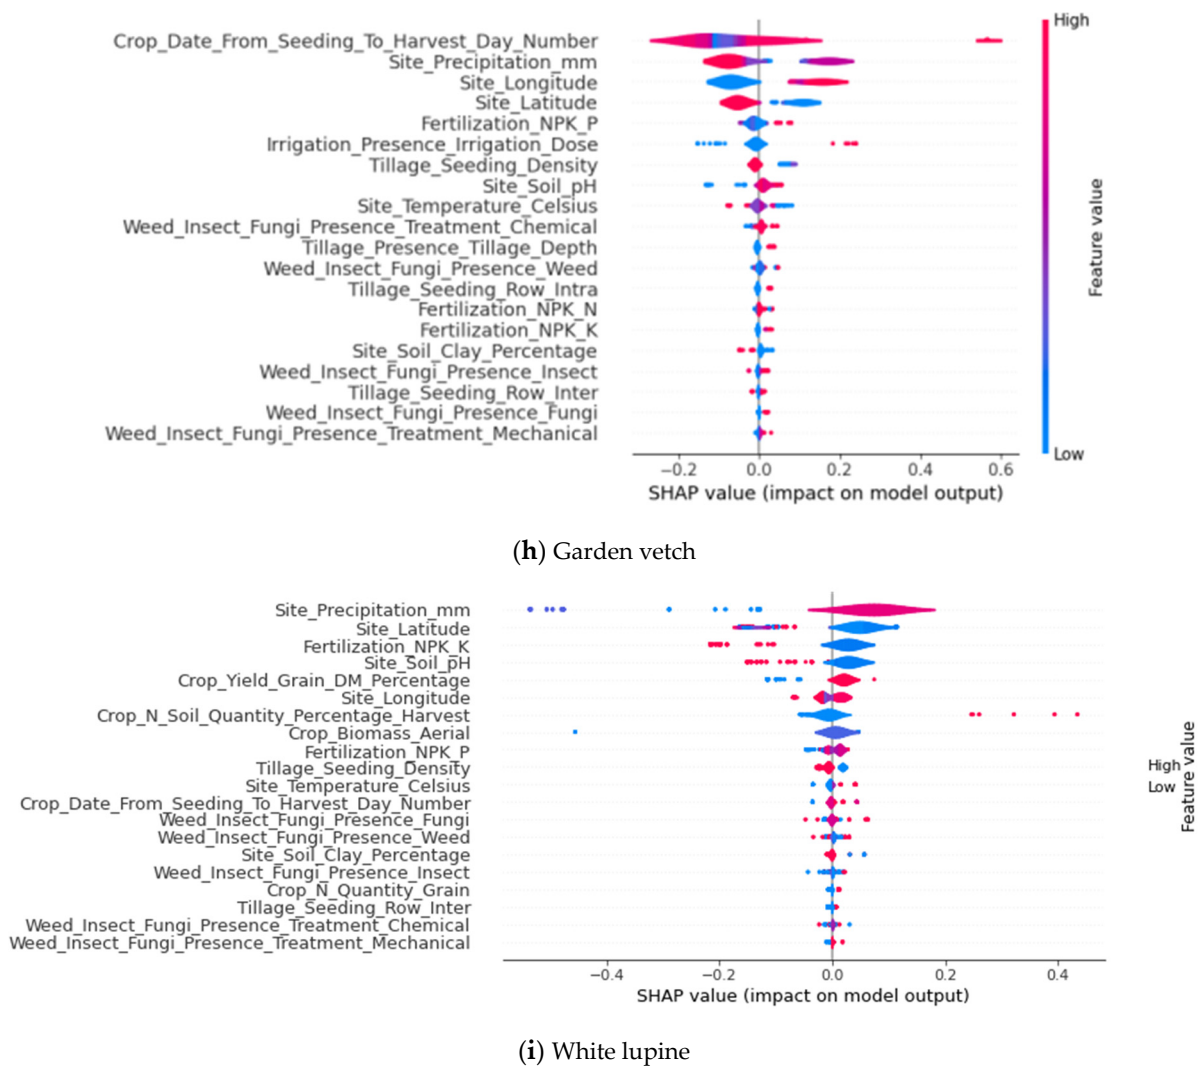 High
Crop_Date_From_Seeding_To_Harvest_Day_Number
Site_Precipitation_mm
Site_Longitude
Site_Latitude
Fertilization_NPK_P
Irrigation_Presence_Irrigation_Dose
Tillage_Seeding_Density
Site_Soil_pH
Site_Temperature_Celsius
Weed_Insect_Fungi_Presence_Treatment_Chemical
Tillage_Presence_Tillage_Depth
Weed_Insect_Fungi_Presence_Weed
Tillage_Seeding_Row_Intra
Fertilization_NPK_N
Fertilization_NPK_K
Site_Soil_Clay_Percentage
Weed_Insect_Fungi_Presence_Insect
Tillage_Seeding_Row_Inter
Weed_Insect_Fungi_Presence_Fungi
Weed_Insect_Fungi_Presence_Treatment_Mechanical
Feature value
Low
−0.2 0.0 0.2 0.4 0.6
SHAP value (impact on model output)
(h) Garden vetch
Site_Precipitation_mm
Site_Latitude
Fertilization_NPK_K
Site_Soil_pH
Crop_Yield_Grain_DM_Percentage
Site_Longitude
Crop_N_Soil_Quantity_Percentage_Harvest
Crop_Biomass_Aerial
Fertilization_NPK_P
Tillage_Seeding_Density
Site_Temperature_Celsius
Crop_Date_From_Seeding_To_Harvest_Day_Number
Weed_Insect_Fungi_Presence_Fungi
Weed_Insect_Fungi_Presence_Weed
Site_Soil_Clay_Percentage
Weed_Insect_Fungi_Presence_Insect
Crop_N_Quantity_Grain
Tillage_Seeding_Row_Inter
Weed_Insect_Fungi_Presence_Treatment_Chemical
Weed_Insect_Fungi_Presence_Treatment_Mechanical
High
Low
Feature value
−0.4 −0.2 0.0 0.2 0.4
SHAP value (impact on model output)
(i) White lupine